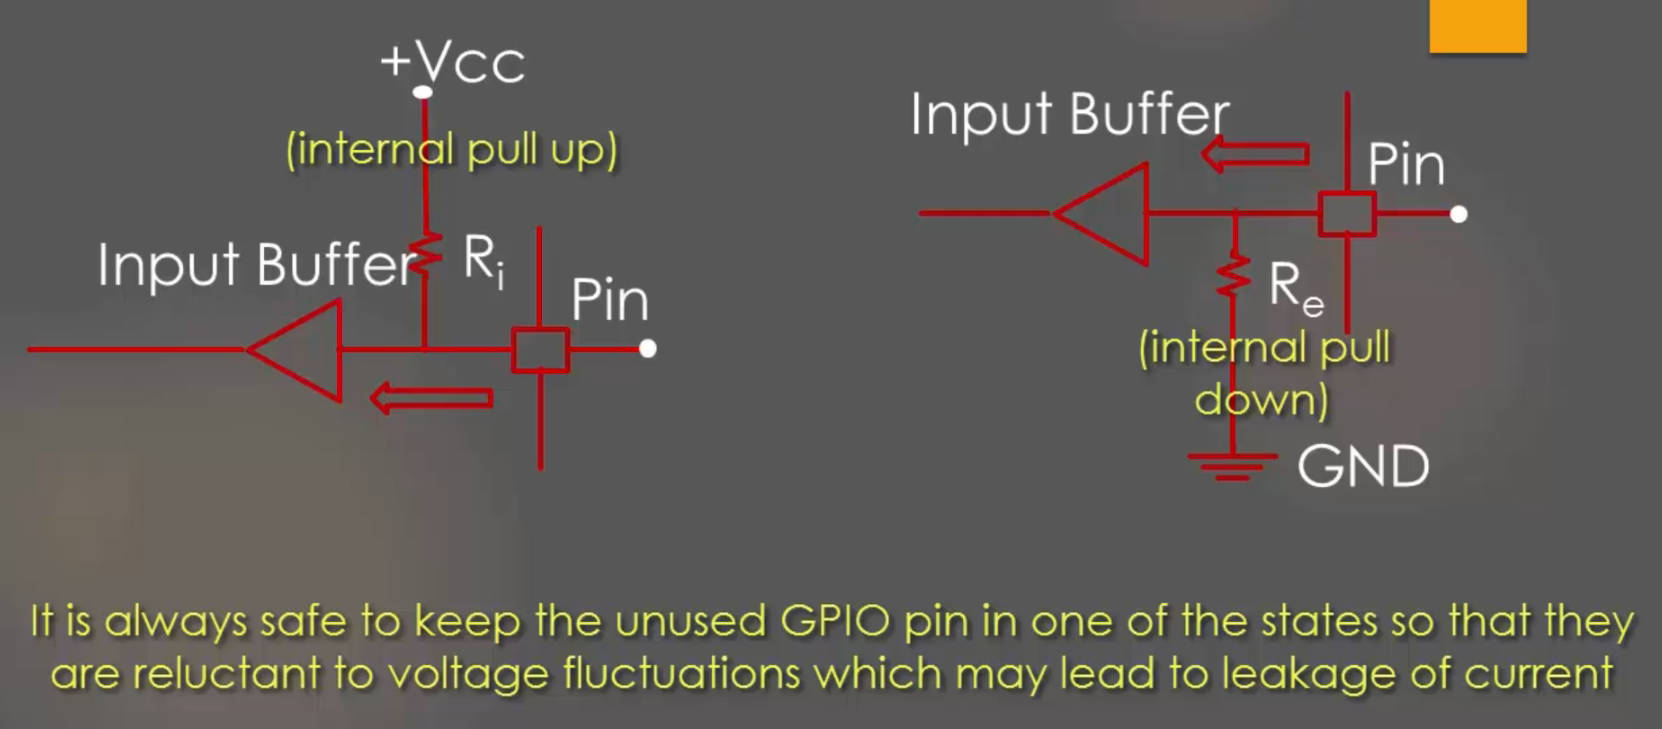 +Vcc
(internal pull up)
Input Buffer
Ri
Pin
Input Buffer
Pin
Re
(internal pull
down)
GND
It is always safe to keep the unused GPIO pin in one of the states so that they
are reluctant to voltage fluctuations which may lead to leakage of current